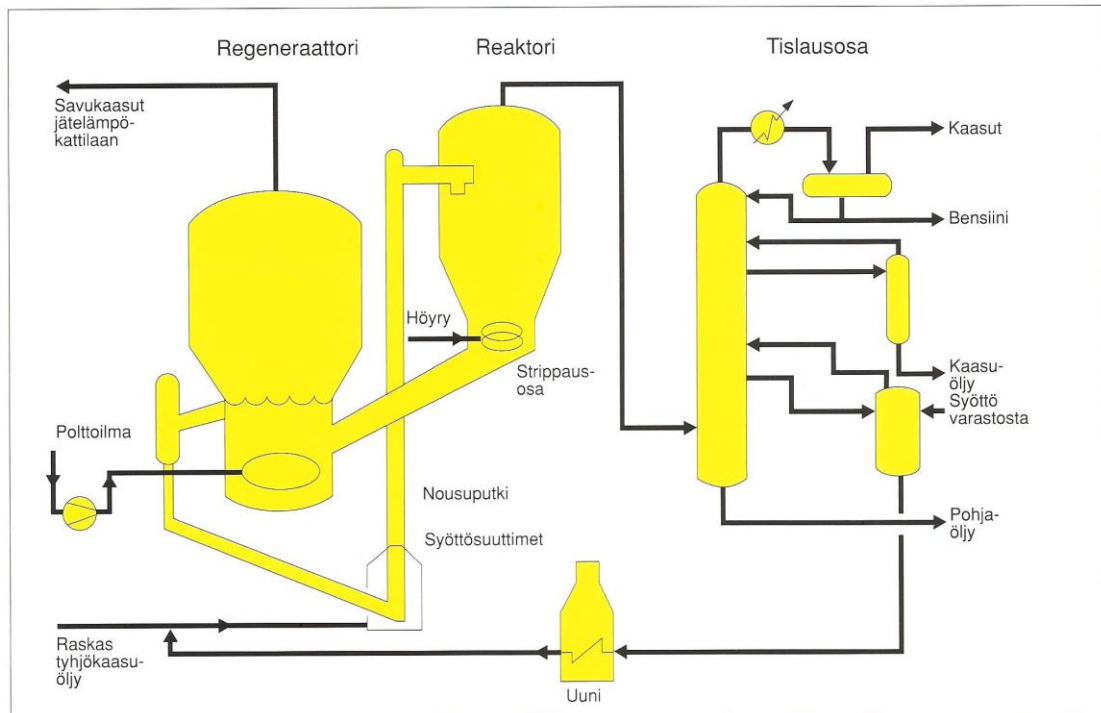 Regeneraattori
Reaktori
Tislausosa
Savukaasut
jätelämpö-
kattilaan
Kaasut
Bensiini
Höyry
Strippaus-
osa
Kaasu-
öljy
Syöttö
varastosta
Polttoilma
Nousuputki
Syöttösuuttimet
Pohja-
öljy
Raskas
tyhjökaasu-
öljy
Uuni